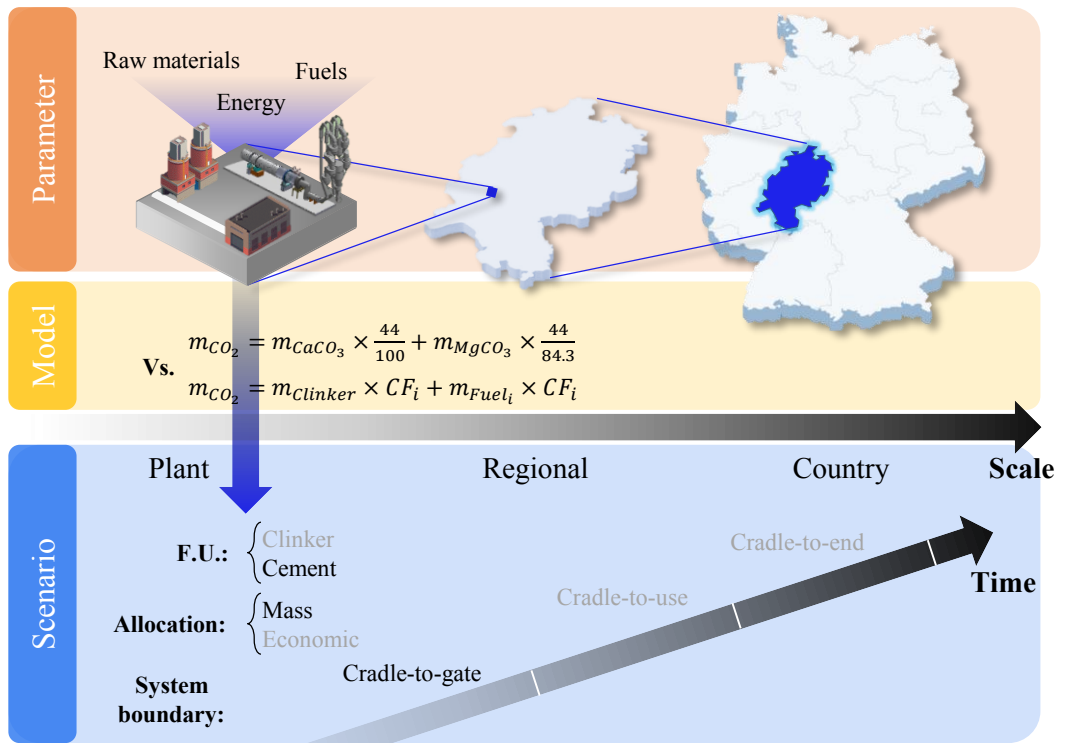 Parameter
Raw materials
Fuels
Energy
Model
Vs.
m_{CO_2} = m_{CaCO_3} × \frac{44}{100} + m_{MgCO_3} × \frac{44}{84.3}
m_{CO_2} = m_{Clinker} × CF_i + m_{Fuel_i} × CF_i
Plant
Regional
Country
Scale
Scenario
F.U.:
Clinker
Cement
Allocation:
Mass
Economic
System
boundary:
Cradle-to-gate
Cradle-to-use
Cradle-to-end
Time